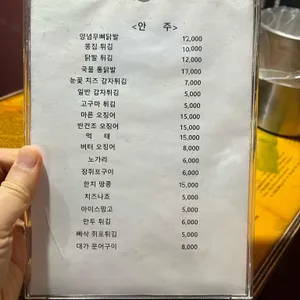 <안 주>
양념무뼈닭발 12,000
똥집 튀김 10,000
닭발 튀김 12,000
국물 통닭발 17,000
눈꽃 치즈 감자튀김 7,000
일반 감자튀김 5,000
고구마 튀김 5,000
마른 오징어 15,000
반건조 오징어 15,000
먹 태 15,000
버터 오징어 8,000
노가리 6,000
장쥐포구이 6,000
한치 땅콩 15,000
치즈나쵸 5,000
아이스망고 5,000
만두 튀김 6,000
빠삭 쥐포튀김 5,000
대가 문어구이 8,000